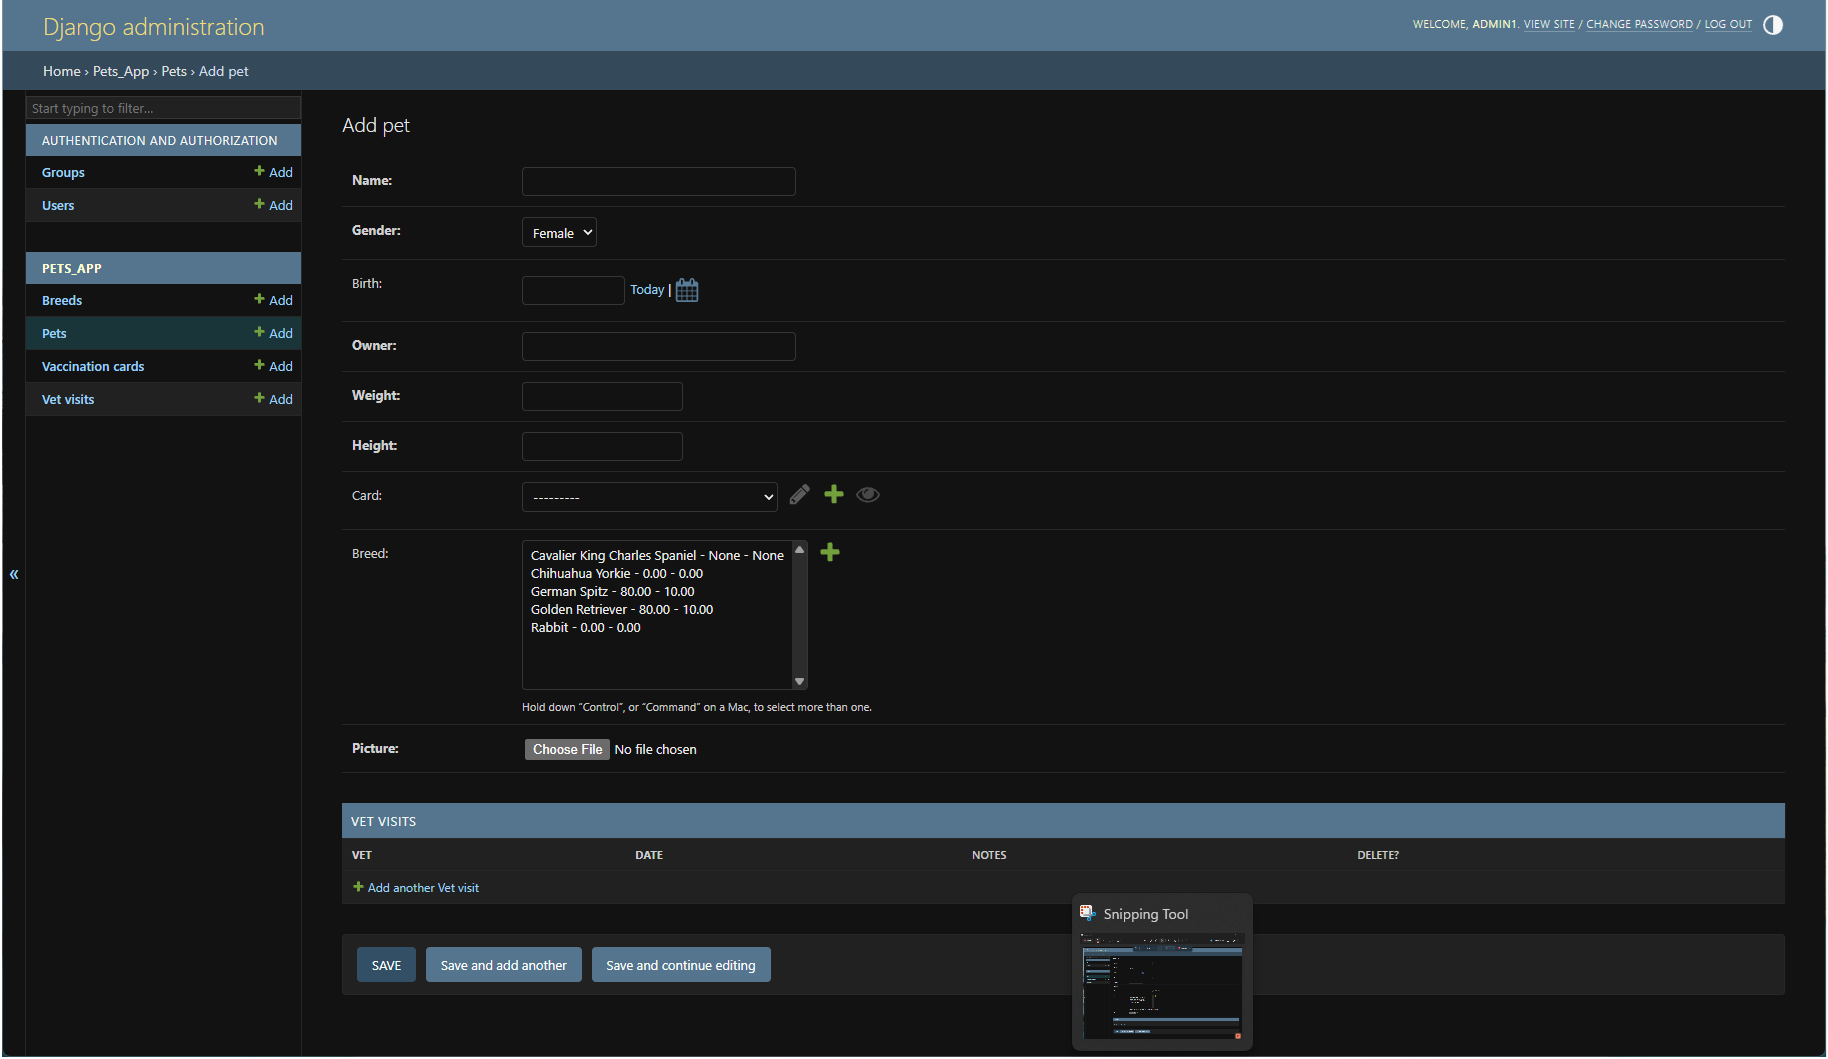 Django administration
WELCOME, ADMIN1. VIEW SITE / CHANGE PASSWORD / LOG OUT
Home › Pets_App › Pets › Add pet
Start typing to filter...
AUTHENTICATION AND AUTHORIZATION
Groups + Add
Users + Add
PETS_APP
Breeds + Add
Pets + Add
Vaccination cards + Add
Vet visits + Add
«
Add pet
Name:
Gender: Female
Birth: Today |
Owner:
Weight:
Height:
Card: ---------
Breed:
Cavalier King Charles Spaniel - None - None
Chihuahua Yorkie - 0.00 - 0.00
German Spitz - 80.00 - 10.00
Golden Retriever - 80.00 - 10.00
Rabbit - 0.00 - 0.00
Hold down “Control”, or “Command” on a Mac, to select more than one.
Picture: Choose File No file chosen
VET VISITS
VET DATE NOTES DELETE?
+ Add another Vet visit
Snipping Tool
SAVE Save and add another Save and continue editing